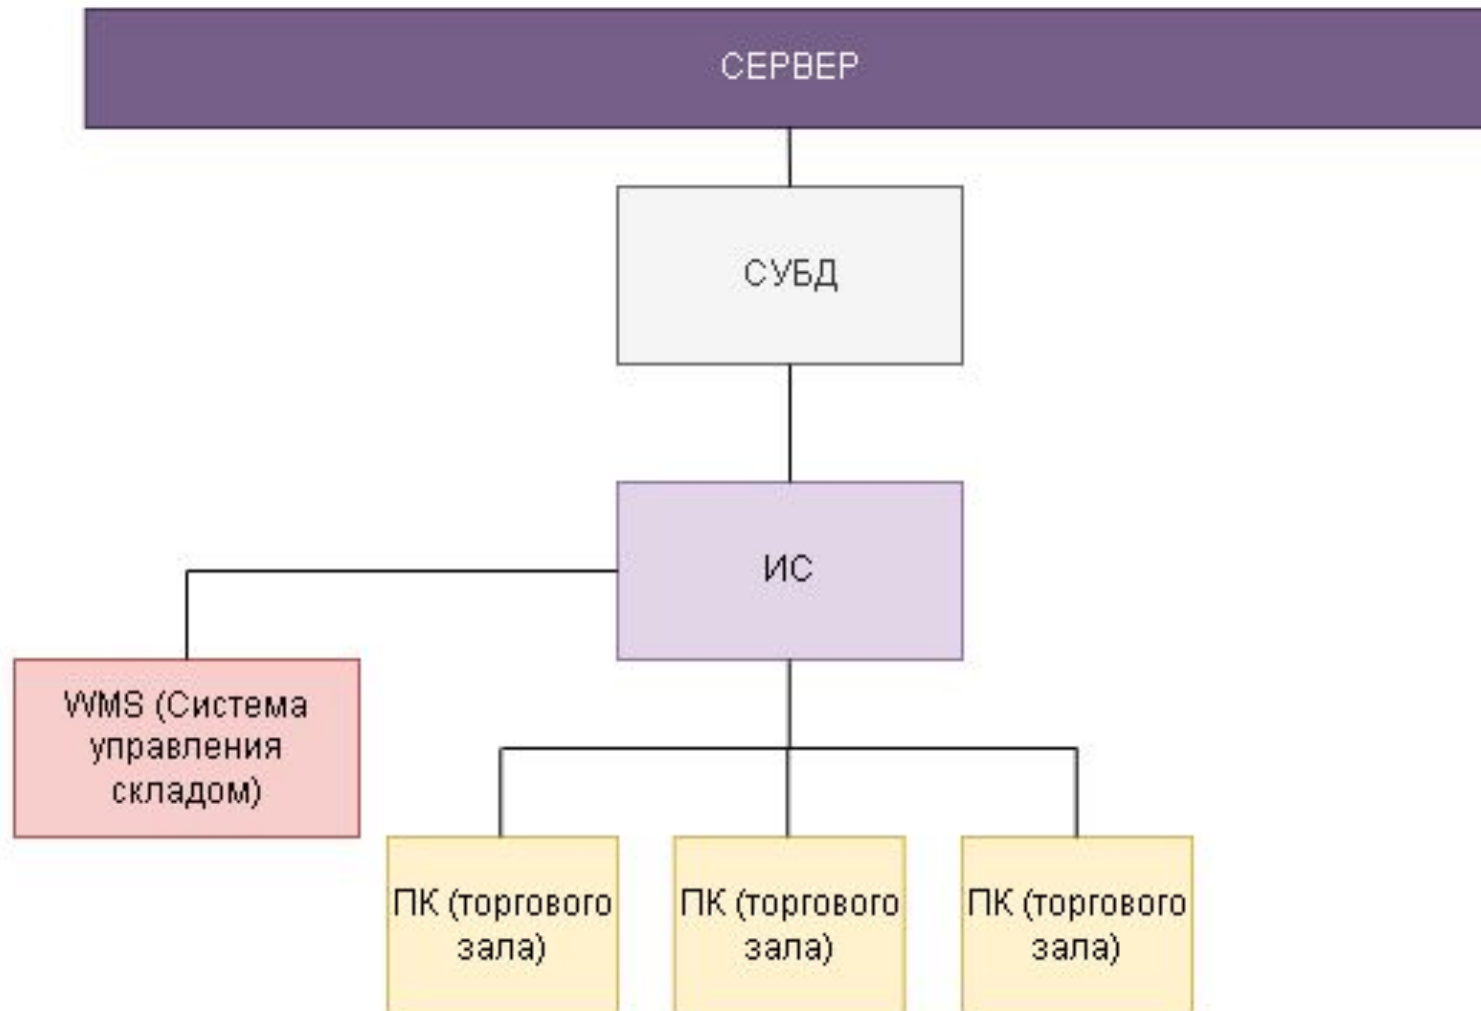 СЕРВЕР
СУБД
ИС
WMS (Система
управления
складом)
ПК (торгового
зала)
ПК (торгового
зала)
ПК (торгового
зала)